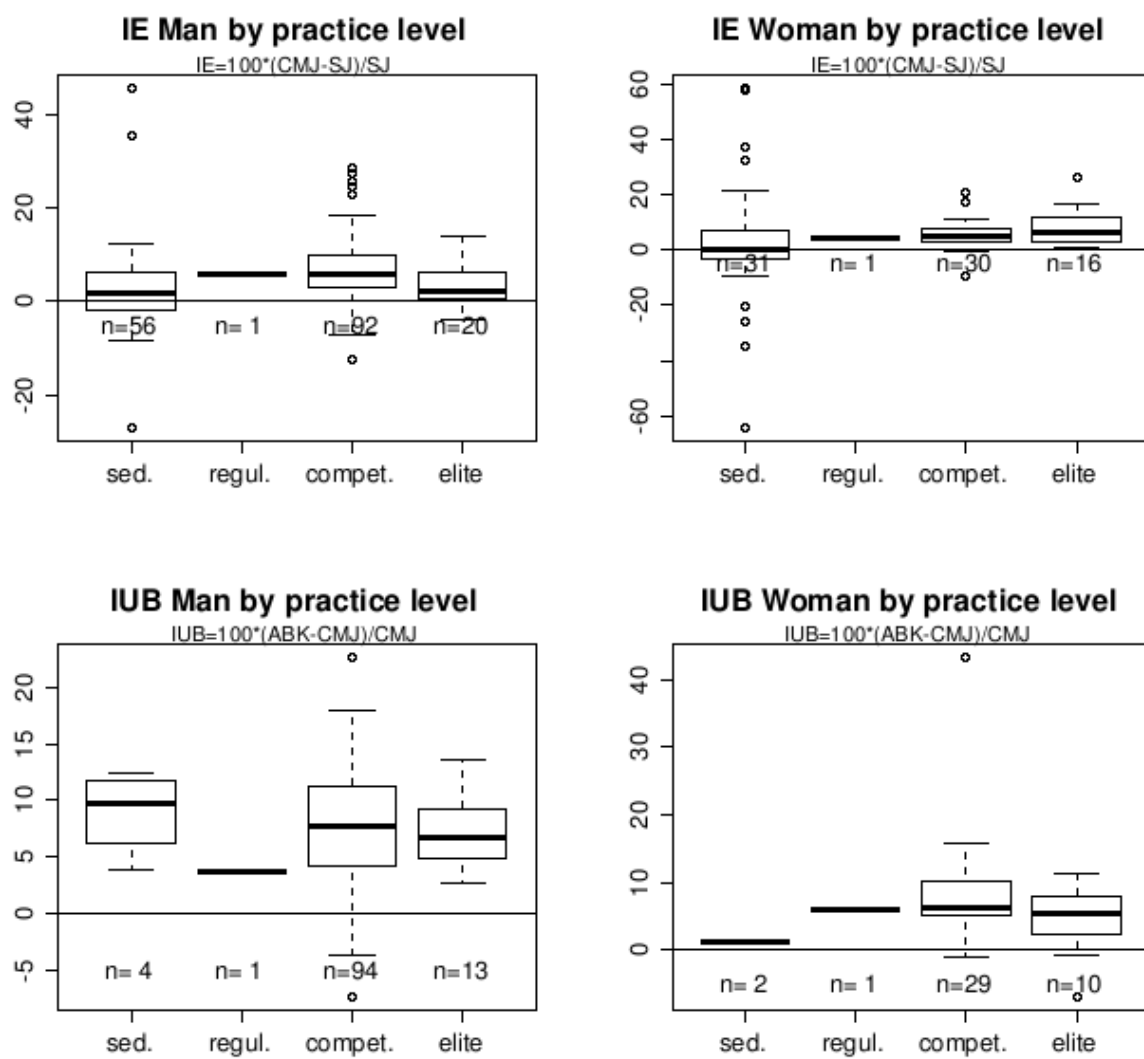 IE Man by practice level
IE=100*(CMJ-SJ)/SJ
40
20
0
-20
n=56 n= 1 n=92 n=20
sed. regul. compet. elite
IE Woman by practice level
IE=100*(CMJ-SJ)/SJ
60
40
20
0
-20
-60
n=31 n= 1 n=30 n=16
sed. regul. compet. elite
IUB Man by practice level
IUB=100*(ABK-CMJ)/CMJ
20
15
10
5
0
-5
n= 4 n= 1 n=94 n=13
sed. regul. compet. elite
IUB Woman by practice level
IUB=100*(ABK-CMJ)/CMJ
40
30
20
10
0
n= 2 n= 1 n=29 n=10
sed. regul. compet. elite